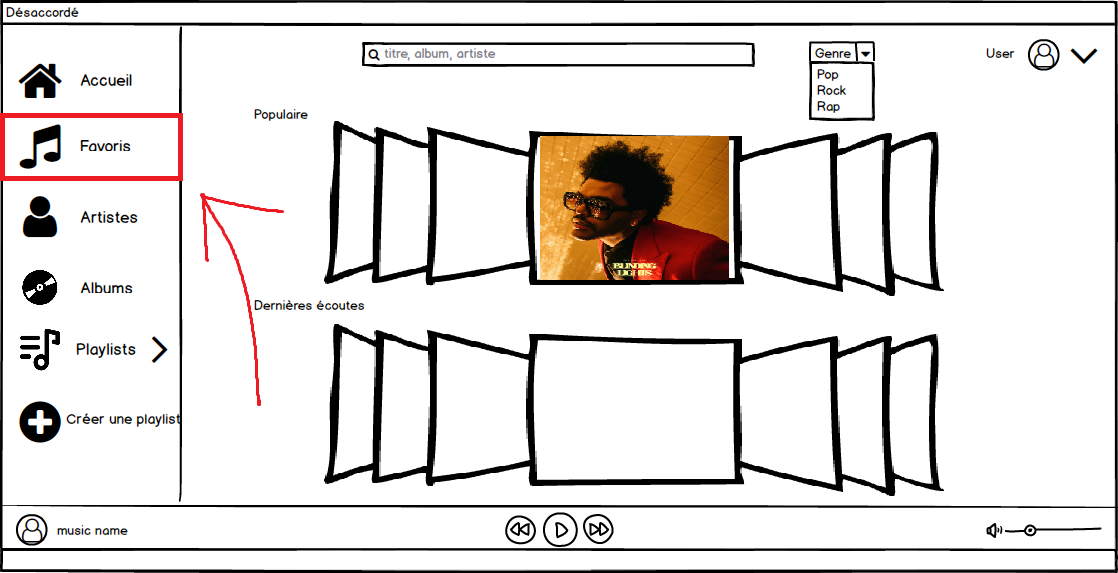 Désaccordé
titre, album, artiste
Genre
Pop
Rock
Rap
User
Accueil
Favoris
Artistes
Albums
Playlists
Créer une playlist
Populaire
BLINDING
LIGHTS
Dernières écoutes
music name